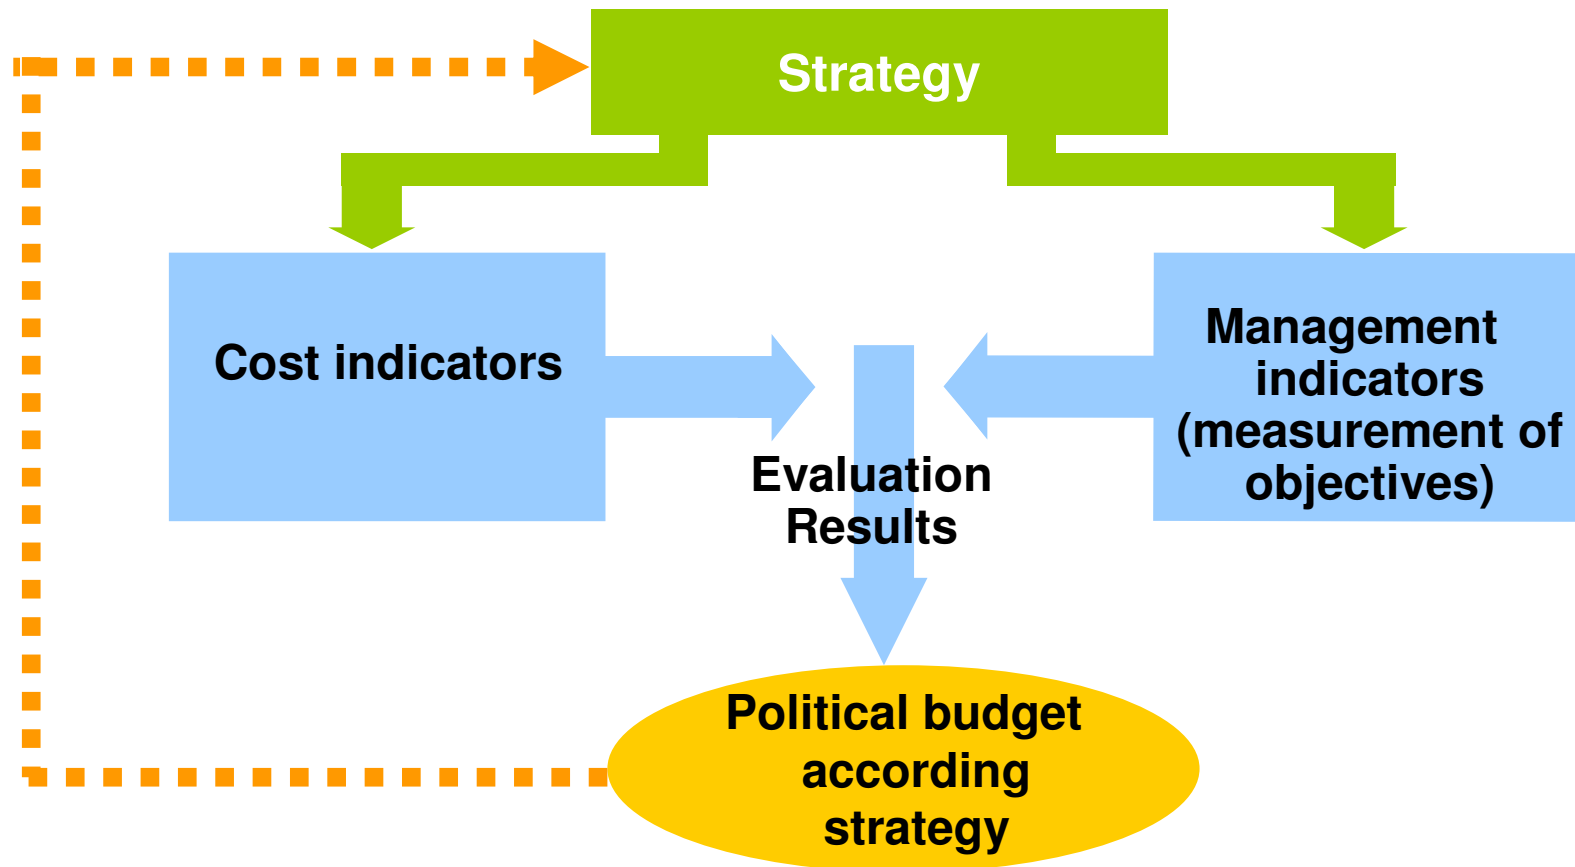 Strategy
Cost indicators
Management
indicators
(measurement of
objectives)
Evaluation
Results
Political budget
according
strategy